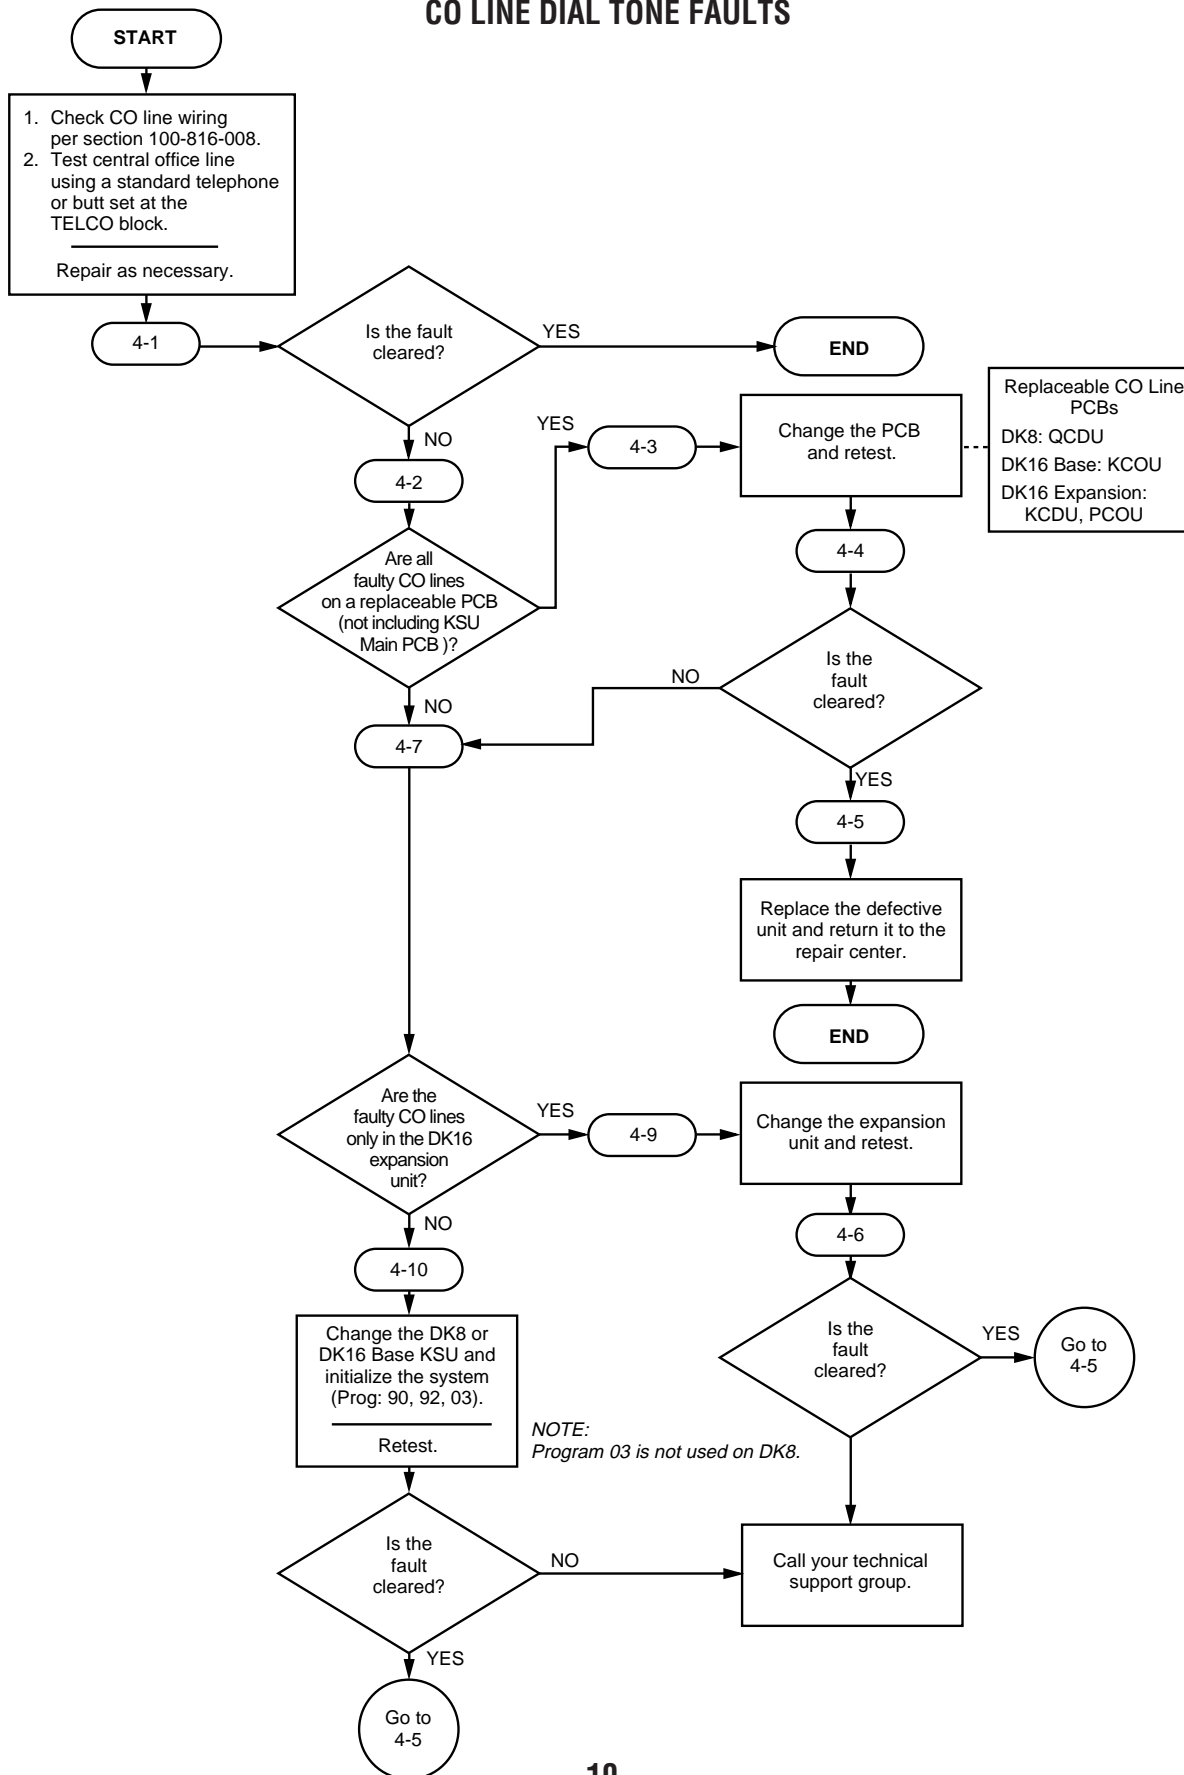 CO LINE DIAL TONE FAULTS
START
1. Check CO line wiring
per section 100-816-008.
2. Test central office line
using a standard telephone
or butt set at the
TELCO block.
Repair as necessary.
4-1
Is the fault
cleared?
YES
END
NO
4-2
Are all
faulty CO lines
on a replaceable PCB
(not including KSU
Main PCB )?
YES
4-3
Change the PCB
and retest.
Replaceable CO Line
PCBs
DK8: QCDU
DK16 Base: KCOU
DK16 Expansion:
KCDU, PCOU
4-4
Is the
fault
cleared?
NO
NO
4-7
YES
4-5
Replace the defective
unit and return it to the
repair center.
END
Are the
faulty CO lines
only in the DK16
expansion
unit?
YES
4-9
Change the expansion
unit and retest.
4-6
Is the
fault
cleared?
YES
Go to
4-5
NO
4-10
Change the DK8 or
DK16 Base KSU and
initialize the system
(Prog: 90, 92, 03).
Retest.
NOTE:
Program 03 is not used on DK8.
Is the
fault
cleared?
NO
Call your technical
support group.
YES
Go to
4-5